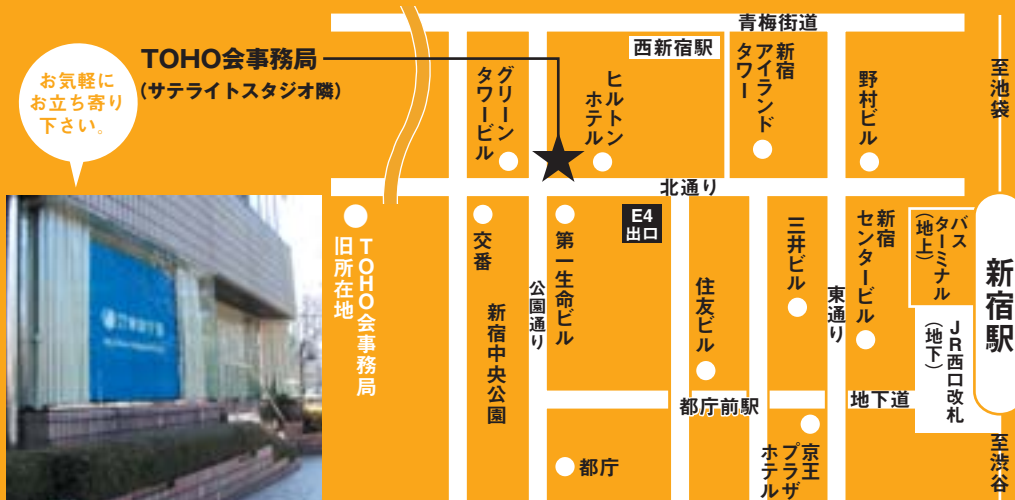 お気軽に
お立ち寄り
下さい。
TOHO会事務局
(サテライトスタジオ隣)
青梅街道
西新宿駅
グリーン
タワービル
ヒルトン
ホテル
新宿
アイランド
タワー
野村ビル
至池袋
北通り
TOHO会事務局
旧所在地
交番
新宿中央公園
公園通り
第一生命ビル
E4
出口
住友ビル
三井ビル
東通り
新宿
センタービル
バス
ターミナル
(地上)
新宿駅
JR西口改札
(地下)
都庁前駅
地下道
都庁
京王
プラザ
ホテル
至渋谷